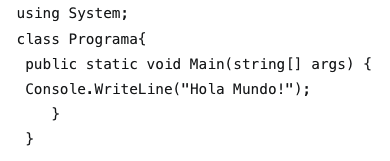 using System;
class Programa{
public static void Main(string[] args) {
Console.WriteLine("Hola Mundo!");
}
}